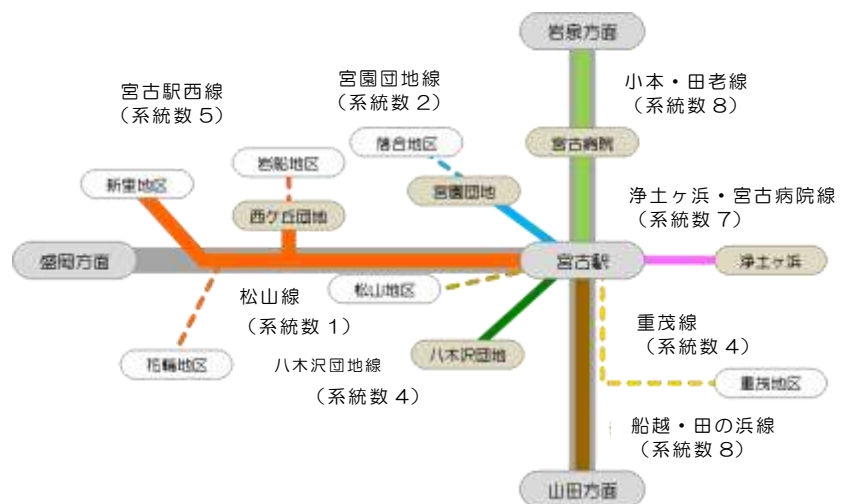 岩泉方面
宮古駅西線
（系統数５）
宮園団地線
（系統数２）
小本・田老線
（系統数８）
落合地区
宮古病院
岩船地区
新里地区
宮園団地
西ケ丘団地
浄土ヶ浜・宮古病院線
（系統数７）
盛岡方面
宮古駅
浄土ヶ浜
松山地区
松山線
（系統数１）
重茂線
（系統数４）
花輪地区
八木沢団地線
（系統数４）
八木沢団地
重茂地区
船越・田の浜線
（系統数８）
山田方面